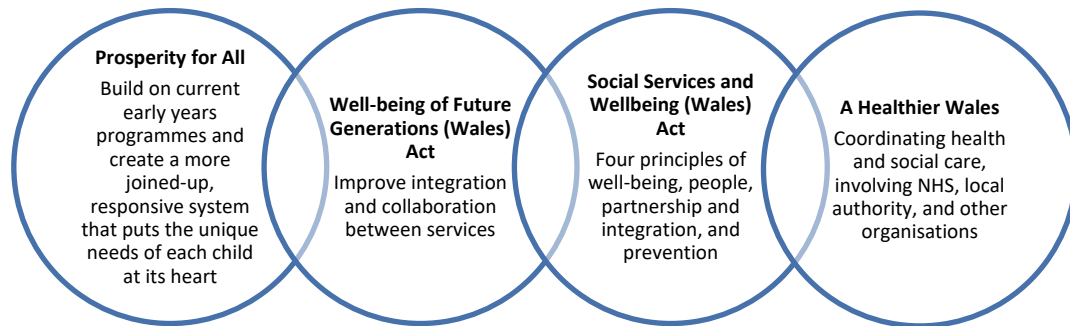 Prosperity for All
Build on current
early years
programmes and
create a more
joined-up,
responsive system
that puts the unique
needs of each child
at its heart
Well-being of Future
Generations (Wales)
Act
Improve integration
and collaboration
between services
Social Services and
Wellbeing (Wales)
Act
Four principles of
well-being, people,
partnership and
integration, and
prevention
A Healthier Wales
Coordinating health
and social care,
involving NHS, local
authority, and other
organisations